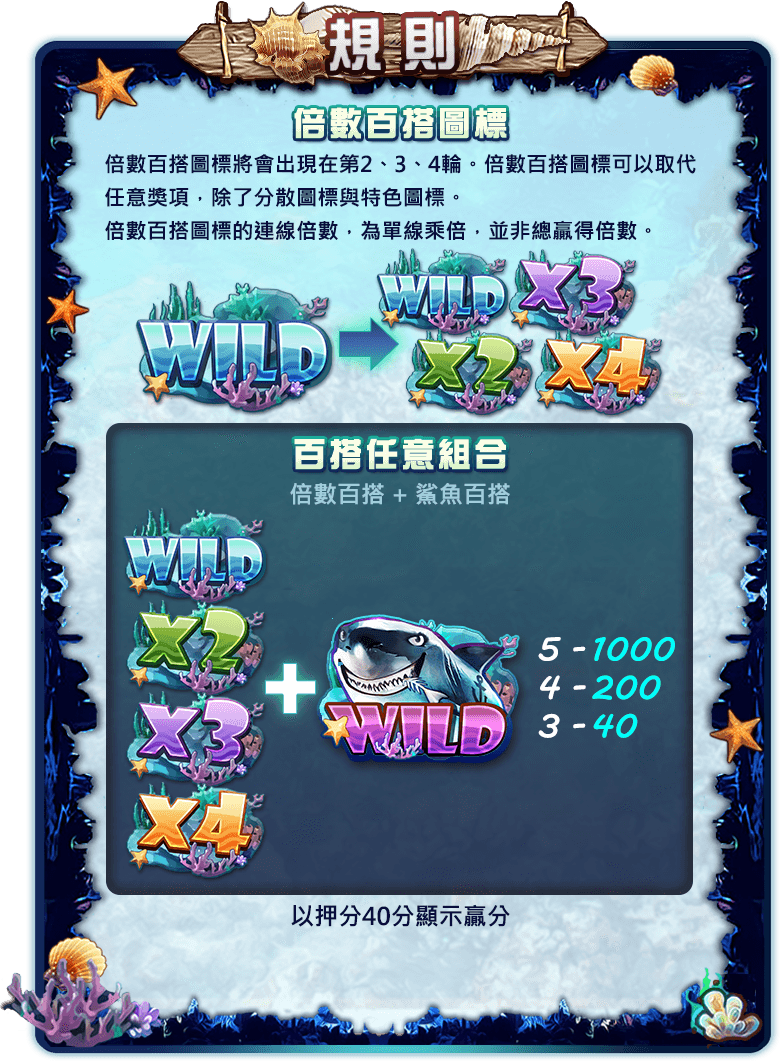 規則
倍數百搭圖標
倍數百搭圖標將會出現在第2、3、4輪。倍數百搭圖標可以取代
任意獎項，除了分散圖標與特色圖標。
倍數百搭圖標的連線倍數，為單線乘倍，並非總贏得倍數。
WILD
WILD
X3
X2
X4
百搭任意組合
倍數百搭 + 鯊魚百搭
WILD
X2
X3
X4
+
WILD
5 - 1000
4 - 200
3 - 40
以押分40分顯示贏分